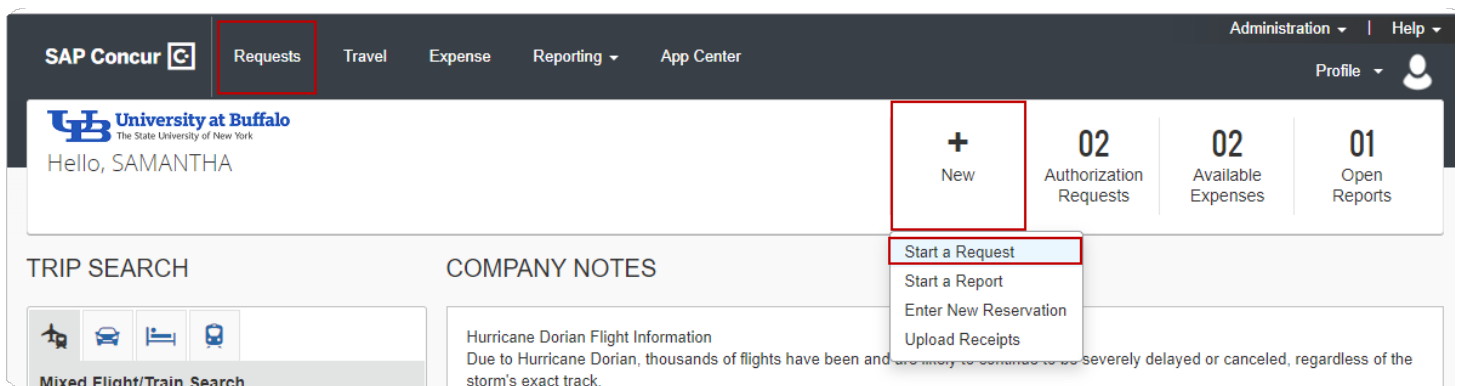 Administration | Help
SAP Concur C Requests Travel Expense Reporting App Center
Profile
UB University at Buffalo
The State University of New York
Hello, SAMANTHA
+ 02 02 01
New Authorization Available Open
Requests Expenses Reports
Start a Request
Start a Report
Enter New Reservation
Upload Receipts
TRIP SEARCH
COMPANY NOTES
Mixed Flight/Train Search
Hurricane Dorian Flight Information
Due to Hurricane Dorian, thousands of flights have been and are likely to continue to be severely delayed or canceled, regardless of the
storm's exact track.